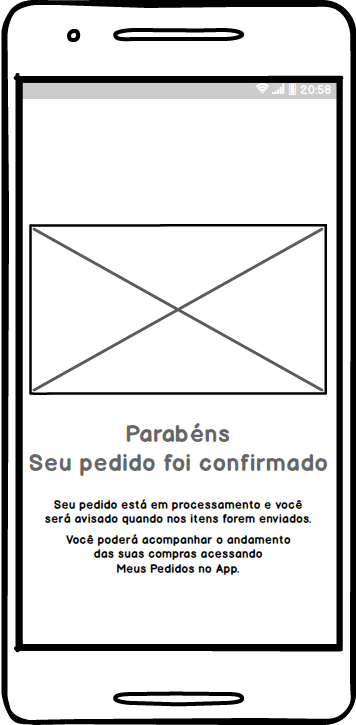 20:58
Parabéns
Seu pedido foi confirmado
Seu pedido está em processamento e você
será avisado quando nos itens forem enviados.
Você poderá acompanhar o andamento
das suas compras acessando
Meus Pedidos no App.